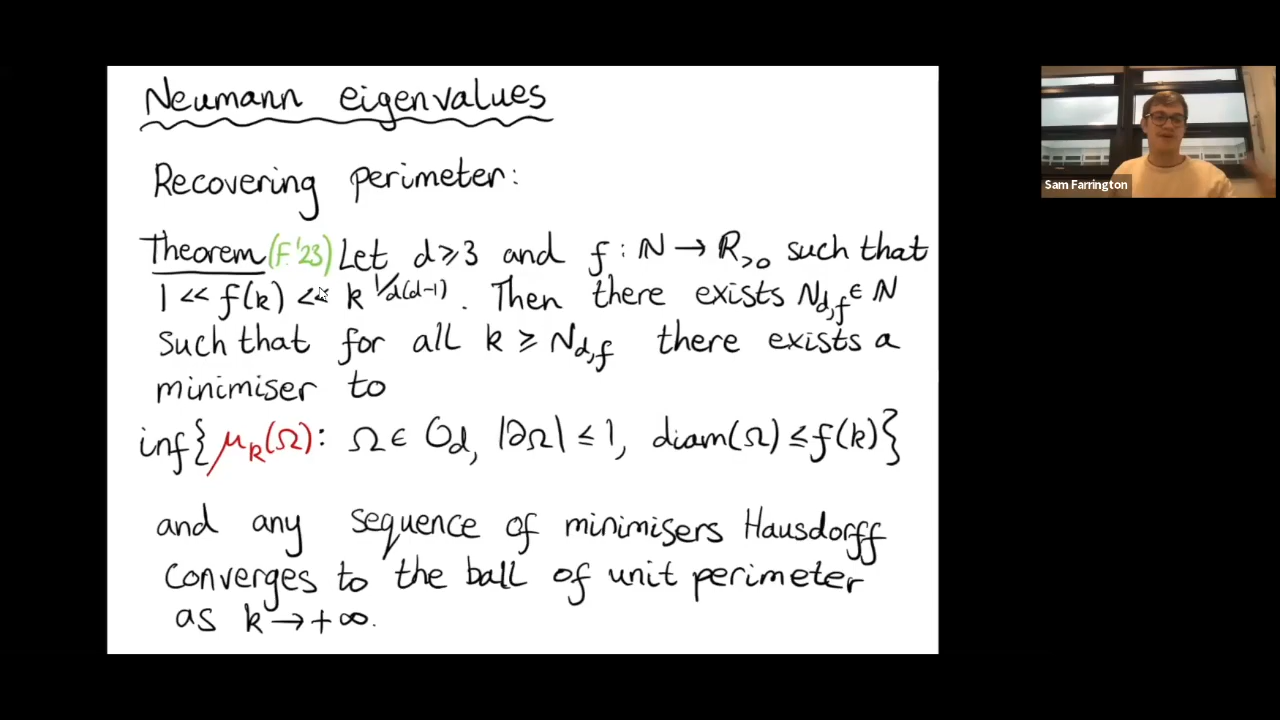 Neumann eigenvalues
Recovering perimeter:
Theorem (F.'23) Let d ≥ 3 and f : ℕ → ℝ>0 such that
1 << f(k) << k^{1/d(d-1)}. Then there exists N_{d,f} ∈ ℕ
such that for all k ≥ N_{d,f} there exists a
minimiser to
inf{ μ_k(Ω) : Ω ∈ O_d, |∂Ω| ≤ 1, diam(Ω) ≤ f(k)}
and any sequence of minimisers Hausdorff
converges to the ball of unit perimeter
as k → +∞.
Sam Farrington